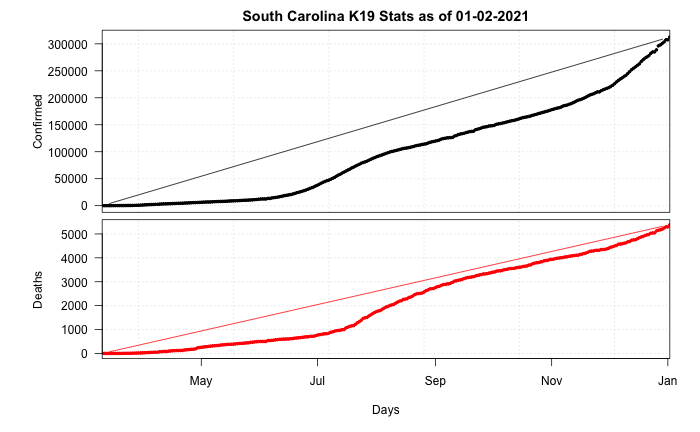 South Carolina K19 Stats as of 01-02-2021
Confirmed
300000
250000
200000
150000
100000
50000
0
Deaths
5000
4000
3000
2000
1000
0
May Jul Sep Nov Jan
Days